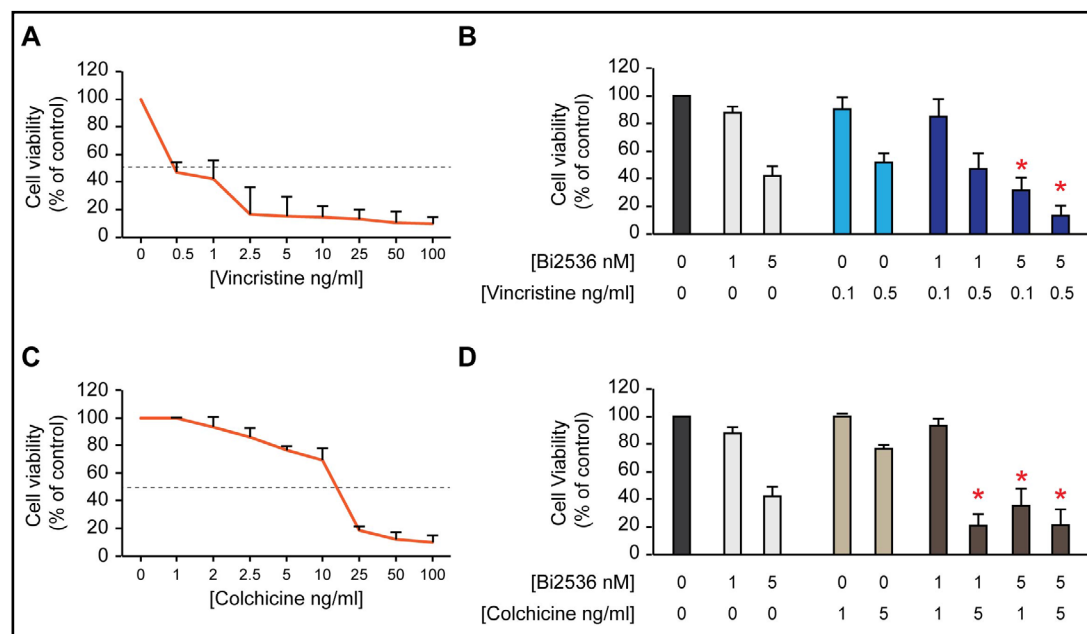 A
120
100
80
60
40
20
0
Cell viability
(% of control)
0 0.5 1 2.5 5 10 25 50 100
[Vincristine ng/ml]
B
120
100
80
60
40
20
0
Cell viability
(% of control)
* *
[Bi2536 nM] 0 1 5 0 0 1 1 5 5
[Vincristine ng/ml] 0 0 0 0.1 0.5 0.1 0.5 0.1 0.5
C
120
100
80
60
40
20
0
Cell viability
(% of control)
0 1 2 2.5 5 10 25 50 100
[Colchicine ng/ml]
D
120
100
80
60
40
20
0
Cell Viability
(% of control)
* * *
[Bi2536 nM] 0 1 5 0 0 1 1 5 5
[Colchicine ng/ml] 0 0 0 1 5 1 5 1 5